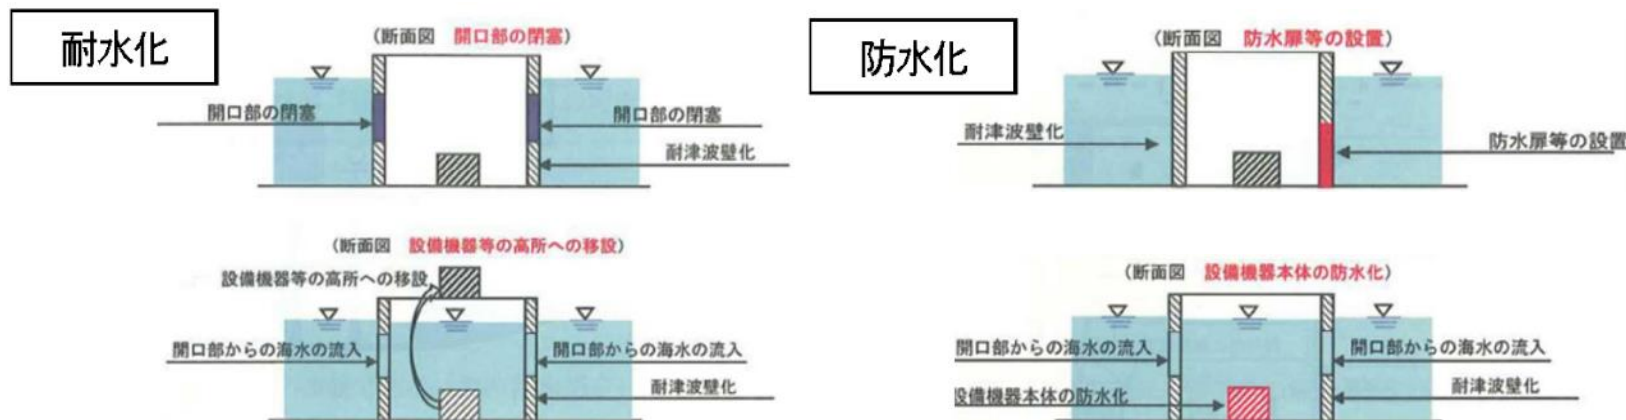 耐水化
(断面図 開口部の閉塞)
開口部の閉塞
開口部の閉塞
耐津波壁化
(断面図 設備機器等の高所への移設)
設備機器等の高所への移設
開口部からの海水の流入
開口部からの海水の流入
耐津波壁化
防水化
(断面図 防水扉等の設置)
耐津波壁化
防水扉等の設置
(断面図 設備機器本体の防水化)
開口部からの海水の流入
開口部からの海水の流入
設備機器本体の防水化
耐津波壁化